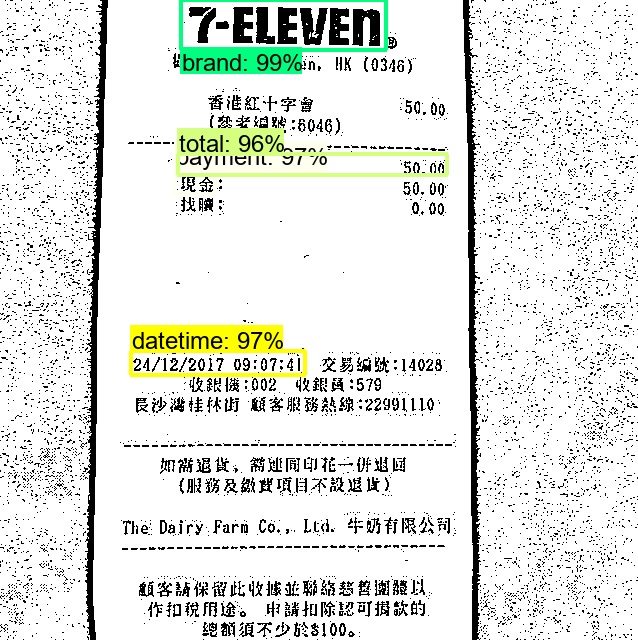 7-ELEVEN®
brand: 99%
en, HK (0346)
香港紅十字會 50.00
(參考編號:6046)
total: 96%
payment: 97%
50.00
現金: 50.00
找贖: 0.00
datetime: 97%
24/12/2017 09:07:41 交易編號:14028
收銀機:002 收銀員:579
長沙灣桂林街 顧客服務熱線:22991110
如需退貨，需連同印花一併退回
(服務及繳費項目不設退貨)
The Dairy Farm Co., Ltd. 牛奶有限公司
顧客請保留此收據並聯絡慈善團體以
作扣稅用途。 申請扣除認可捐款的
總額須不少於$100。